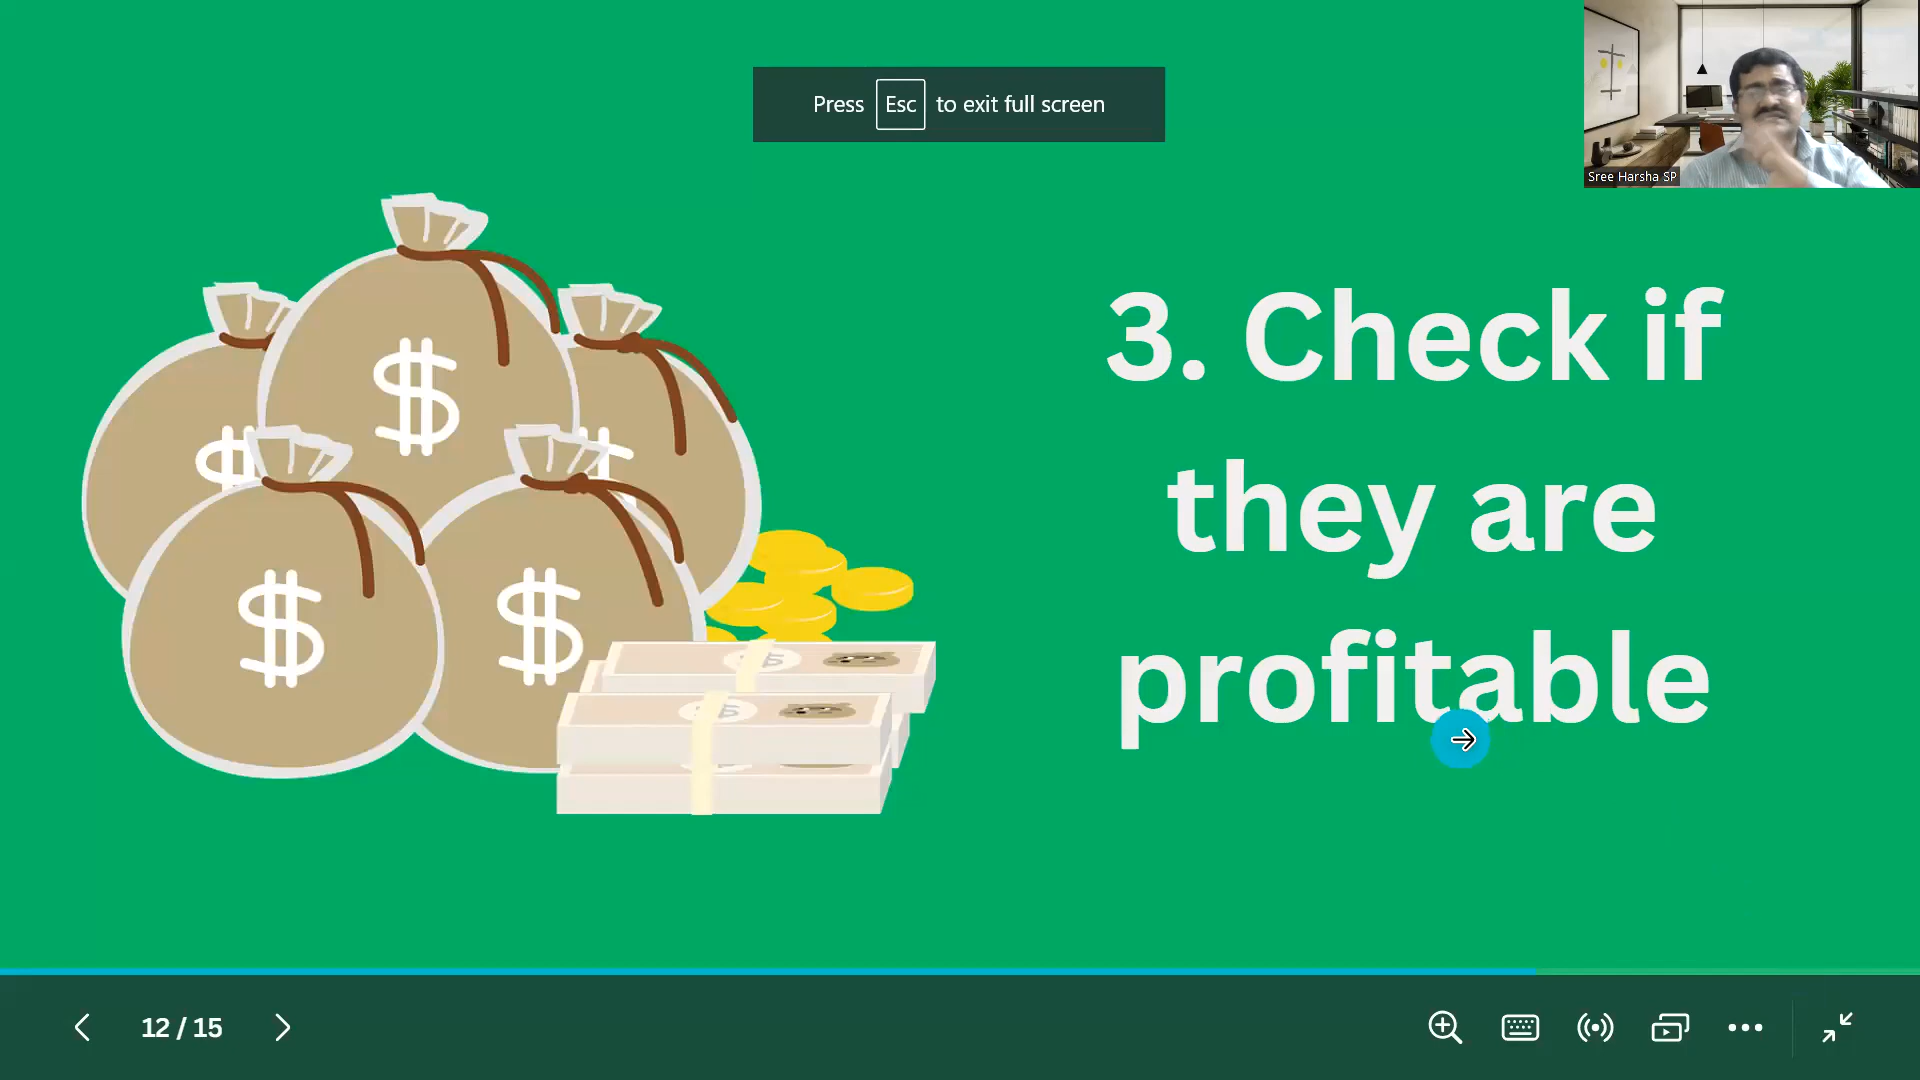 Press Esc to exit full screen
Sree Harsha SP
3. Check if
they are
profitable
$
$
$
$
$
12 / 15